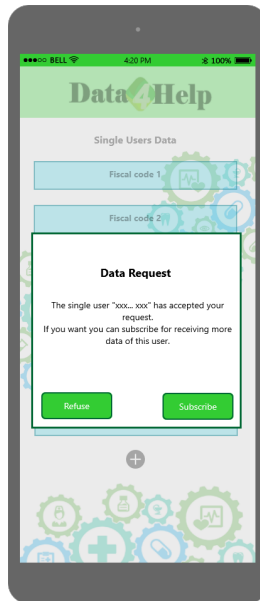 BELL 4:20 PM 100%
Data4Help
Single Users Data
Fiscal code 1
Fiscal code 2
Data Request
The single user "xxx... xxx" has accepted your
request.
If you want you can subscribe for receiving more
data of this user.
Refuse Subscribe